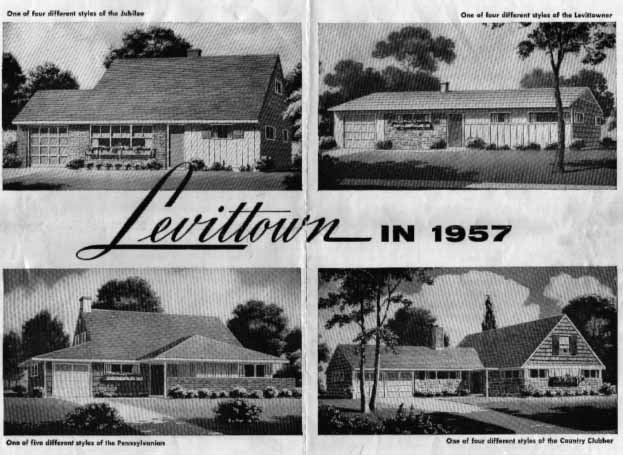 One of four different styles of the Jubilee
One of four different styles of the Levittowner
Levittown IN 1957
One of five different styles of the Pennsylvanian
One of four different styles of the Country Clubber